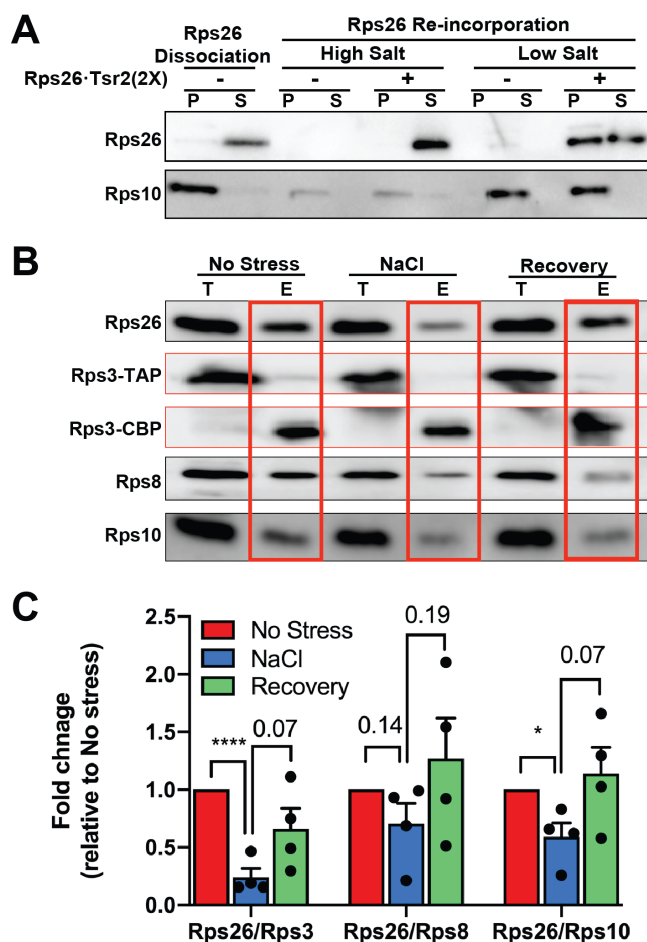 A
Rps26 Dissociation
Rps26 Re-incorporation
High Salt
Low Salt
Rps26·Tsr2(2X)
-
-
+
-
+
P S P S P S P S P S
Rps26
Rps10
B
No Stress
NaCl
Recovery
T E T E T E
Rps26
Rps3-TAP
Rps3-CBP
Rps8
Rps10
C
Fold chnage
(relative to No stress)
2.5
2.0
1.5
1.0
0.5
0.0
No Stress
NaCl
Recovery
****
0.07
0.14
0.19
*
0.07
Rps26/Rps3
Rps26/Rps8
Rps26/Rps10